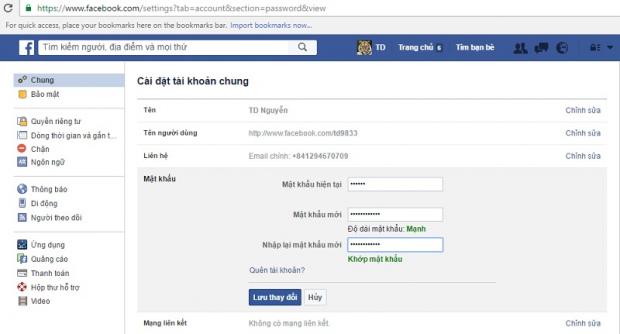 https://www.facebook.com/settings?tab=account&section=password&view
For quick access, place your bookmarks here on the bookmarks bar. Import bookmarks now...
f Tìm kiếm người, địa điểm và mọi thứ TD Trang chủ 6 Tìm bạn bè
Chung
Bảo mật
Quyền riêng tư
Dòng thời gian và gắn t...
Chặn
Ngôn ngữ
Thông báo
Di động
Người theo dõi
Ứng dụng
Quảng cáo
Thanh toán
Hộp thư hỗ trợ
Video
Cài đặt tài khoản chung
Tên TD Nguyễn Chỉnh sửa
Tên người dùng http://www.facebook.com/td9833 Chỉnh sửa
Liên hệ Email chính: +841294670709 Chỉnh sửa
Mật khẩu Mật khẩu hiện tại ••••••
Mật khẩu mới ••••••••••••
Độ dài mật khẩu: Mạnh
Nhập lại mật khẩu mới ••••••••••••
Khớp mật khẩu
Quên tài khoản?
Lưu thay đổi Hủy
Mạng liên kết Không có mạng liên kết. Chỉnh sửa